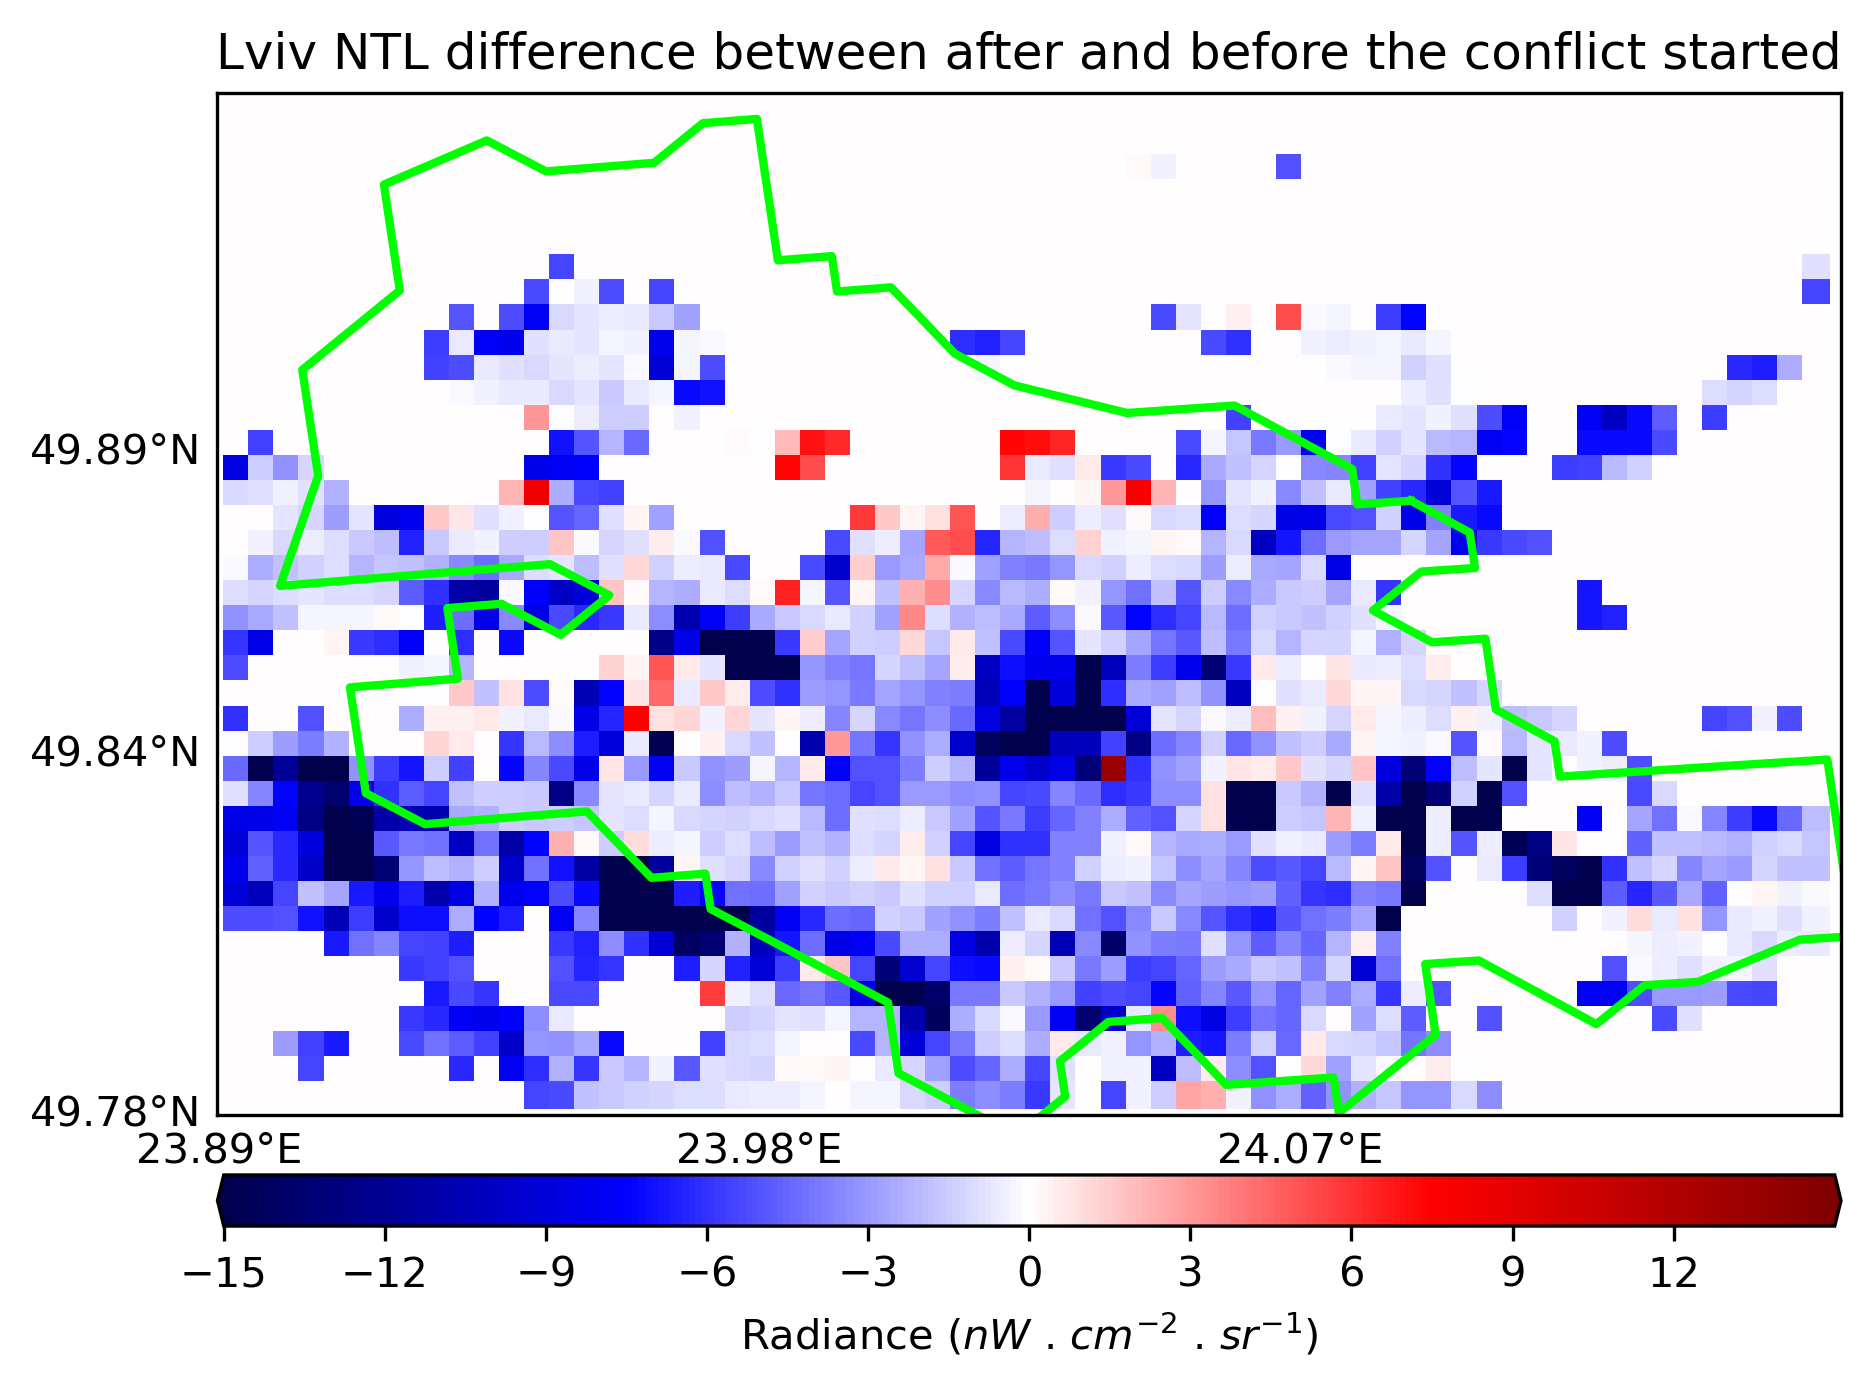 Lviv NTL difference between after and before the conflict started
49.89°N
49.84°N
49.78°N
23.89°E 23.98°E 24.07°E
−15 −12 −9 −6 −3 0 3 6 9 12
Radiance (nW . cm⁻² . sr⁻¹)